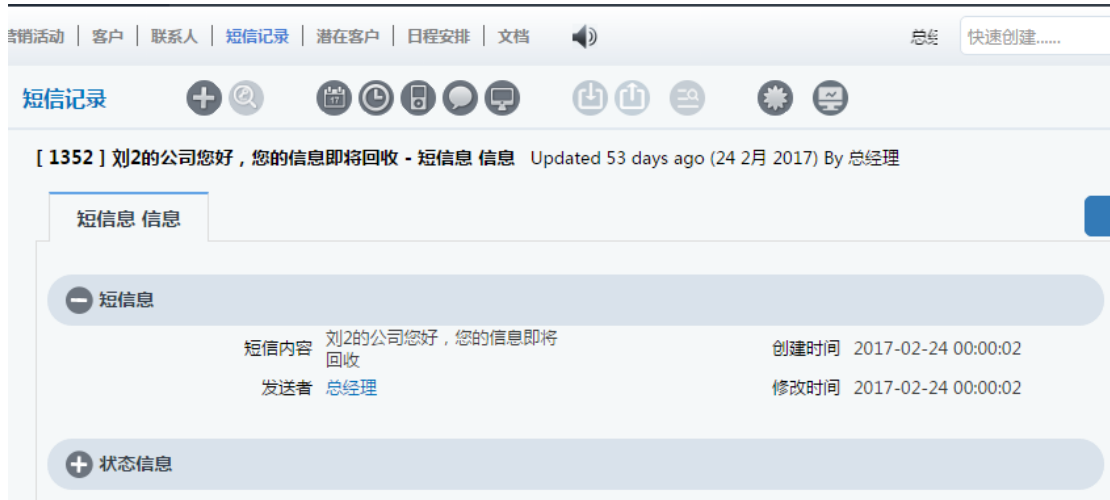 营销活动 | 客户 | 联系人 | 短信记录 | 潜在客户 | 日程安排 | 文档 快速创建......
短信记录 17
[ 1352 ] 刘2的公司您好，您的信息即将回收 - 短信息 信息 Updated 53 days ago (24 2月 2017) By 总经理
短信息 信息
短信息
短信内容 刘2的公司您好，您的信息即将
回收
创建时间 2017-02-24 00:00:02
发送者 总经理 修改时间 2017-02-24 00:00:02
状态信息